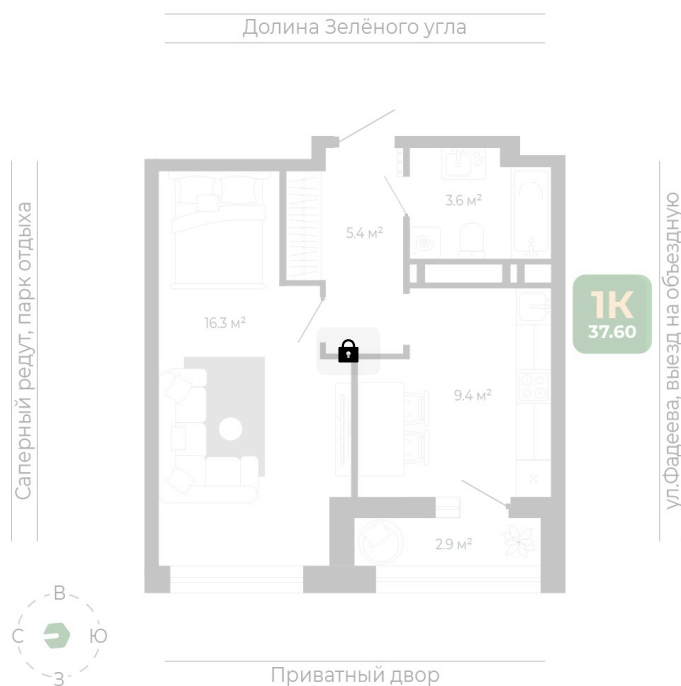 Долина Зелёного угла
Саперный редут, парк отдыха
ул.Фадеева, выезд на объездную
3.6 м²
5.4 м²
16.3 м²
1К
37.60
9.4 м²
2.9 м²
В
С
Ю
З
Приватный двор